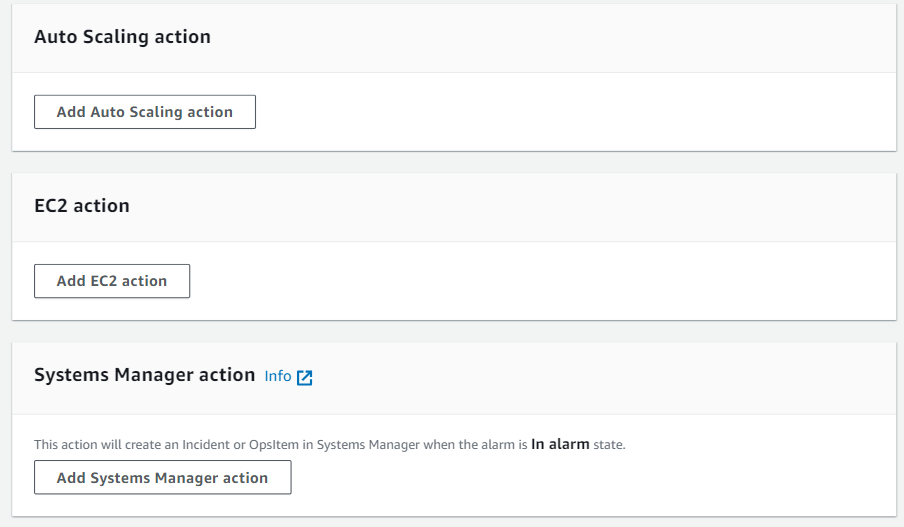 Auto Scaling action
Add Auto Scaling action
EC2 action
Add EC2 action
Systems Manager action Info
This action will create an Incident or OpsItem in Systems Manager when the alarm is In alarm state.
Add Systems Manager action